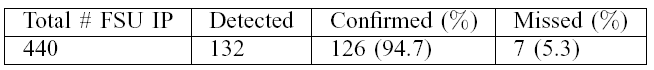 Total # FSU IP Detected Confirmed (%) Missed (%)
440 132 126 (94.7) 7 (5.3)